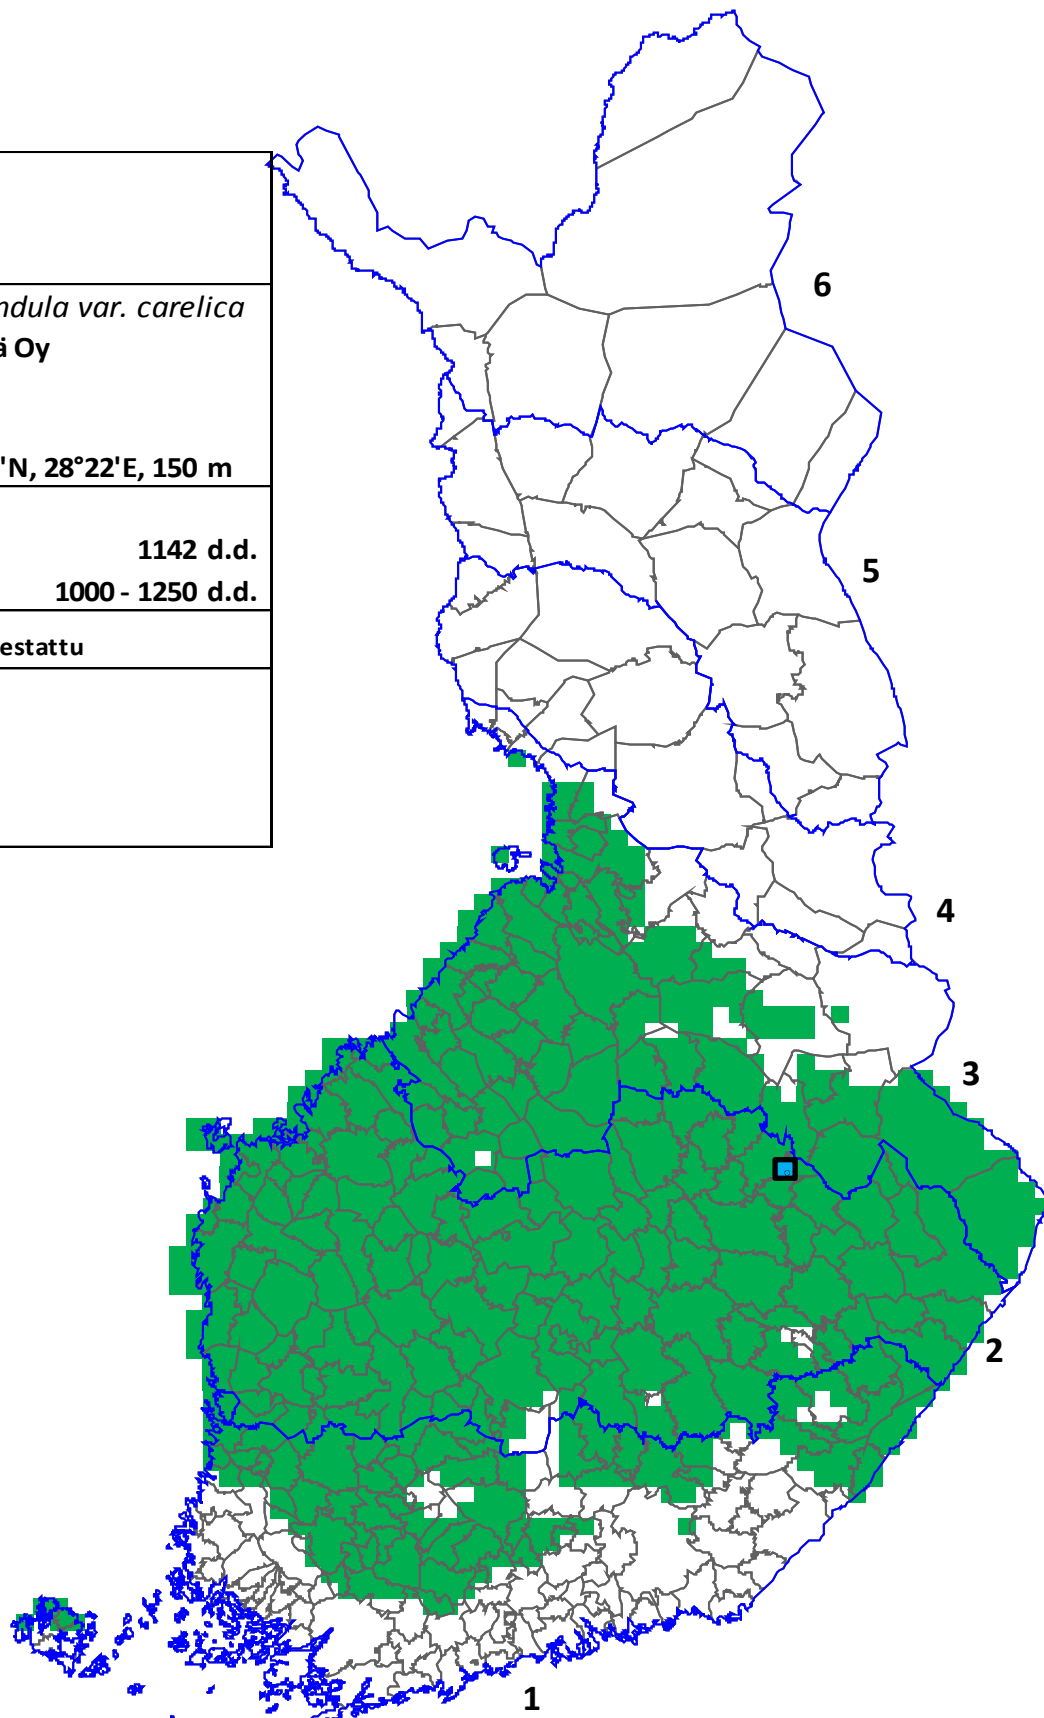 ndula var. carelica
ä Oy
'N, 28°22'E, 150 m
1142 d.d.
1000 - 1250 d.d.
estattu
6
5
4
3
2
1